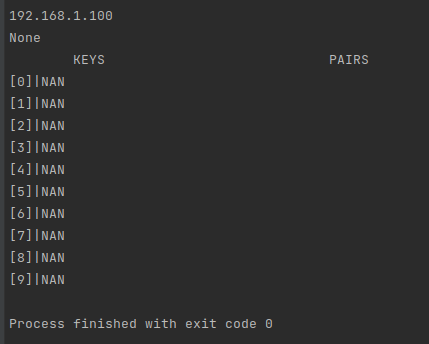 192.168.1.100
None
KEYS PAIRS
[0]|NAN
[1]|NAN
[2]|NAN
[3]|NAN
[4]|NAN
[5]|NAN
[6]|NAN
[7]|NAN
[8]|NAN
[9]|NAN
Process finished with exit code 0